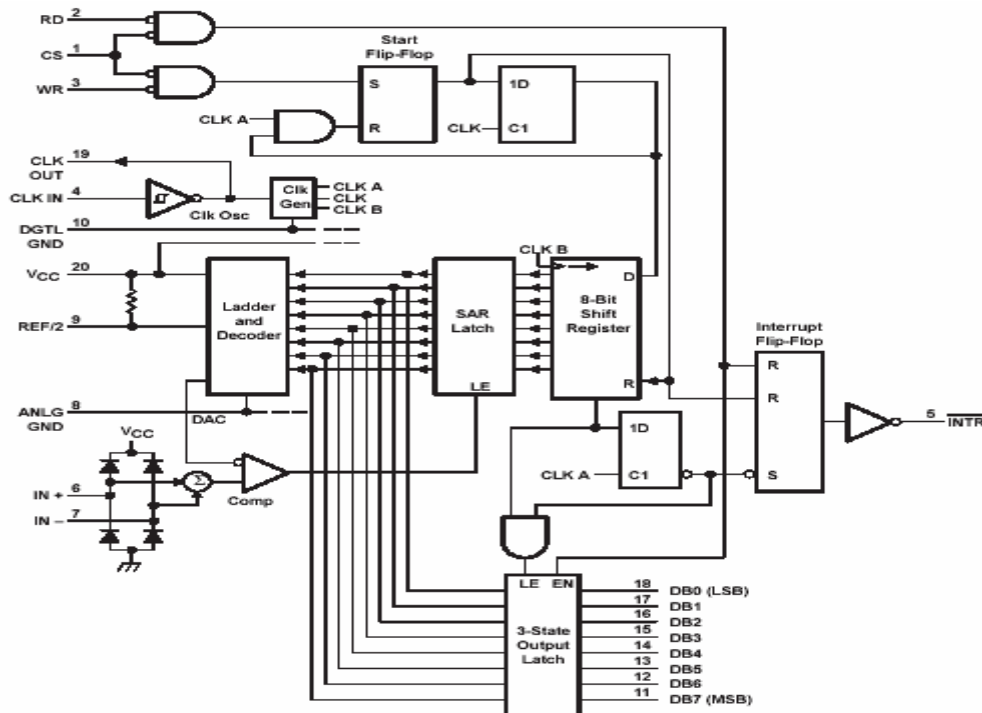 RD 2
CS 1
WR 3
Start
Flip-Flop
S
R
1D
C1
CLK A
CLK
CLK
OUT
19
CLK IN 4
Clk Osc
Clk
Gen
CLK A
CLK
CLK B
DGTL
GND
10
VCC 20
REF/2 9
Ladder
and
Decoder
SAR
Latch
LE
CLK B
8-Bit
Shift
Register
D
R
Interrupt
Flip-Flop
R
R
S
5 INTR
ANLG
GND
8
DAC
VCC
IN + 6
IN – 7
Σ
Comp
1D
C1
CLK A
LE EN
3-State
Output
Latch
18 DB0 (LSB)
17 DB1
16 DB2
15 DB3
14 DB4
13 DB5
12 DB6
11 DB7 (MSB)